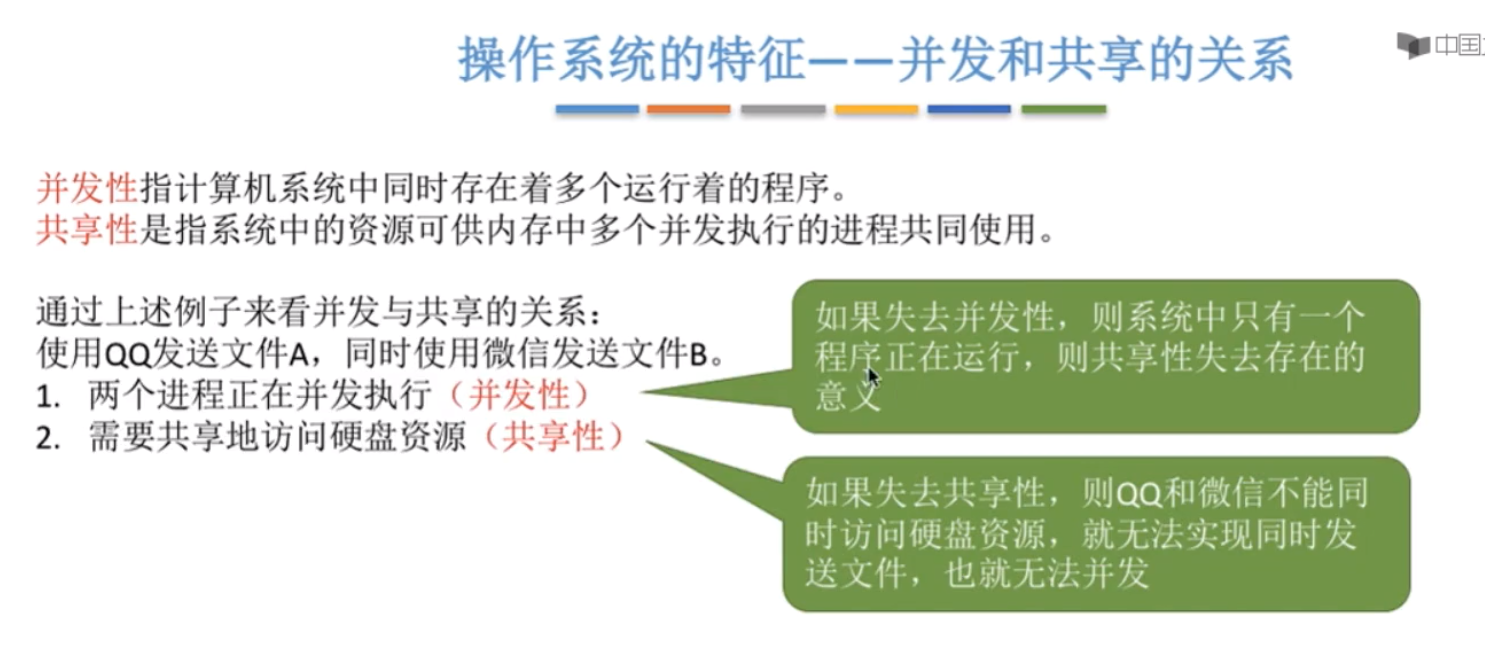 操作系统的特征——并发和共享的关系
中国
并发性指计算机系统中同时存在着多个运行着的程序。
共享性是指系统中的资源可供内存中多个并发执行的进程共同使用。
通过上述例子来看并发与共享的关系：
使用QQ发送文件A，同时使用微信发送文件B。
1. 两个进程正在并发执行（并发性）
2. 需要共享地访问硬盘资源（共享性）
如果失去并发性，则系统中只有一个
程序正在运行，则共享性失去存在的
意义
如果失去共享性，则QQ和微信不能同
时访问硬盘资源，就无法实现同时发
送文件，也就无法并发